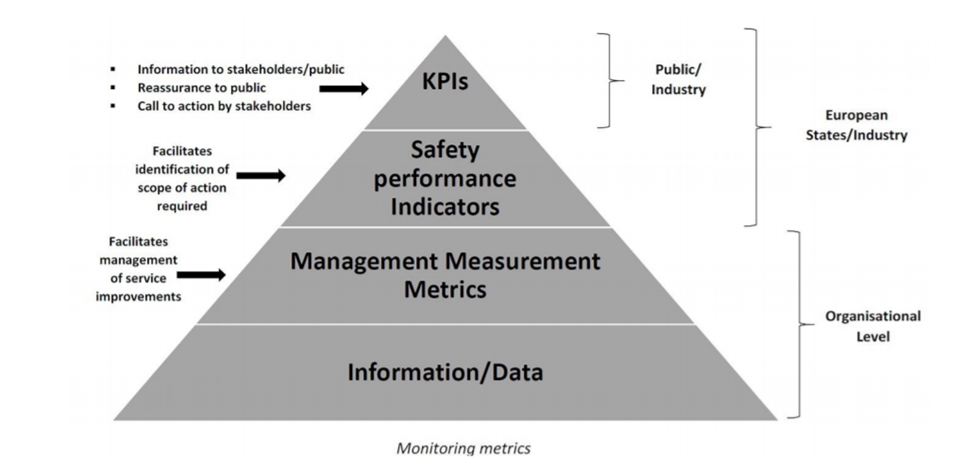 ▪ Information to stakeholders/public
▪ Reassurance to public
▪ Call to action by stakeholders
KPIs
Public/
Industry
European
States/Industry
Facilitates
identification of
scope of action
required
Safety
performance
Indicators
Facilitates
management
of service
improvements
Management Measurement
Metrics
Organisational
Level
Information/Data
Monitoring metrics